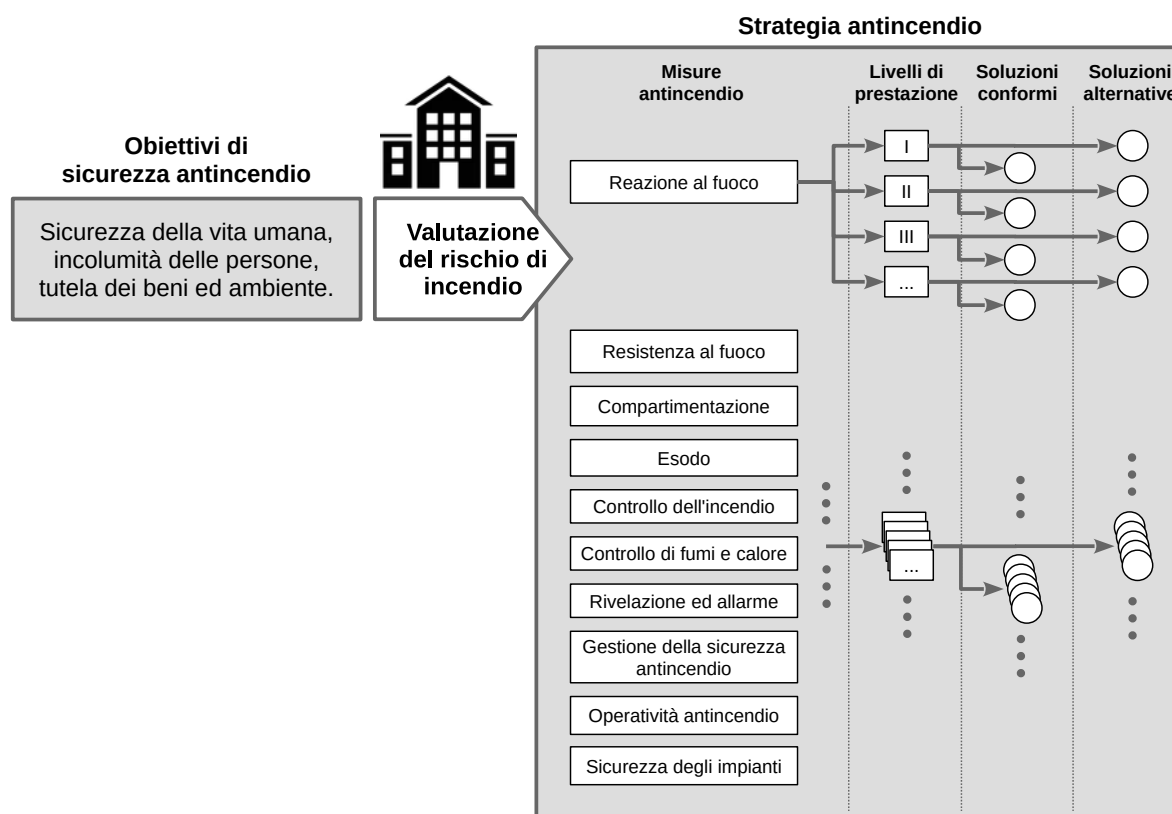 Strategia antincendio
Obiettivi di
sicurezza antincendio
Sicurezza della vita umana,
incolumità delle persone,
tutela dei beni ed ambiente.
Valutazione
del rischio di
incendio
Misure
antincendio
Livelli di
prestazione
Soluzioni
conformi
Soluzioni
alternative
Reazione al fuoco
I
II
III
...
Resistenza al fuoco
Compartimentazione
Esodo
Controllo dell'incendio
Controllo di fumi e calore
...
Rivelazione ed allarme
Gestione della sicurezza
antincendio
Operatività antincendio
Sicurezza degli impianti